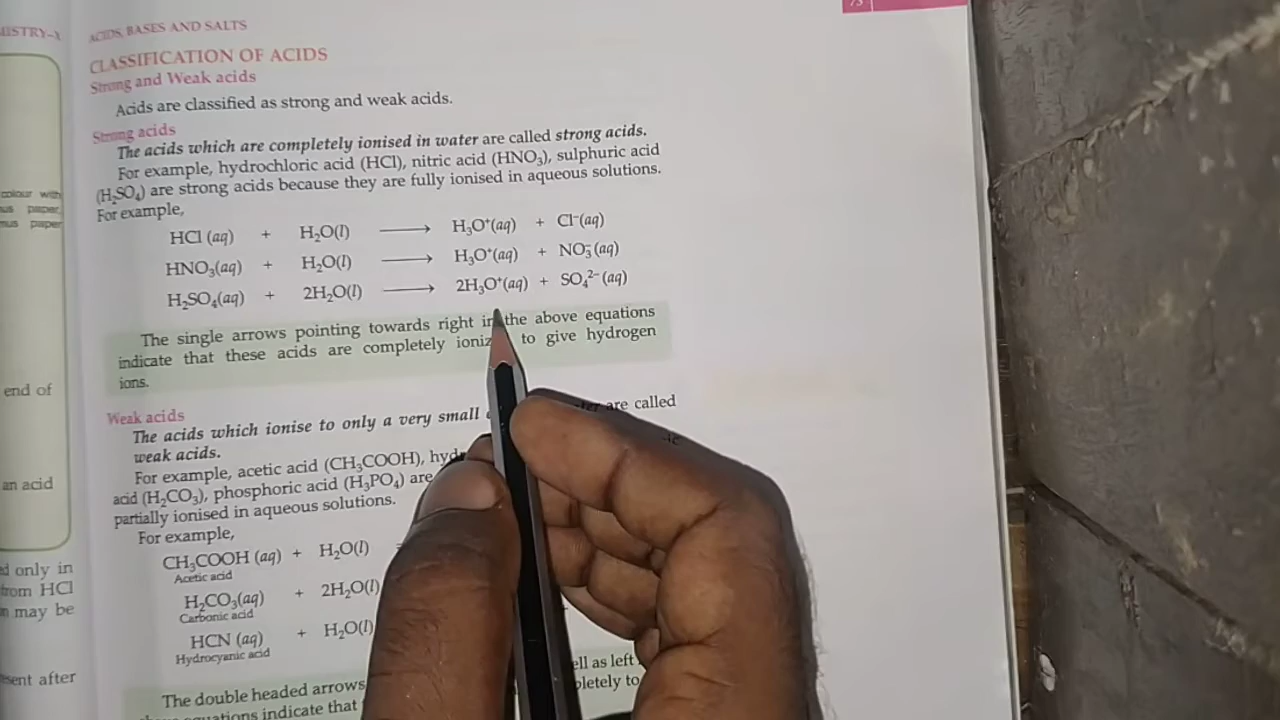 ACIDS, BASES AND SALTS
73
CLASSIFICATION OF ACIDS
Strong and Weak acids
Acids are classified as strong and weak acids.
Strong acids
The acids which are completely ionised in water are called strong acids.
For example, hydrochloric acid (HCl), nitric acid (HNO₃), sulphuric acid
(H₂SO₄) are strong acids because they are fully ionised in aqueous solutions.
For example,
HCl (aq) + H₂O(l) ⟶ H₃O⁺(aq) + Cl⁻(aq)
HNO₃(aq) + H₂O(l) ⟶ H₃O⁺(aq) + NO₃⁻(aq)
H₂SO₄(aq) + 2H₂O(l) ⟶ 2H₃O⁺(aq) + SO₄²⁻(aq)
The single arrows pointing towards right in the above equations
indicate that these acids are completely to give hydrogen
ions.
Weak acids
The acids which ionise to only a very small are called
weak acids.
For example, acetic acid (CH₃COOH),
acid (H₂CO₃), phosphoric acid (H₃PO₄) are
partially ionised in aqueous solutions.
For example,
CH₃COOH (aq) + H₂O(l)
Acetic acid
H₂CO₃(aq) + 2H₂O(l)
Carbonic acid
HCN (aq) + H₂O(l)
Hydrocyanic acid
The double headed arrows as left
equations indicate that to
colour with
paper
paper
end of
an acid
only in
from HCl
may be
after